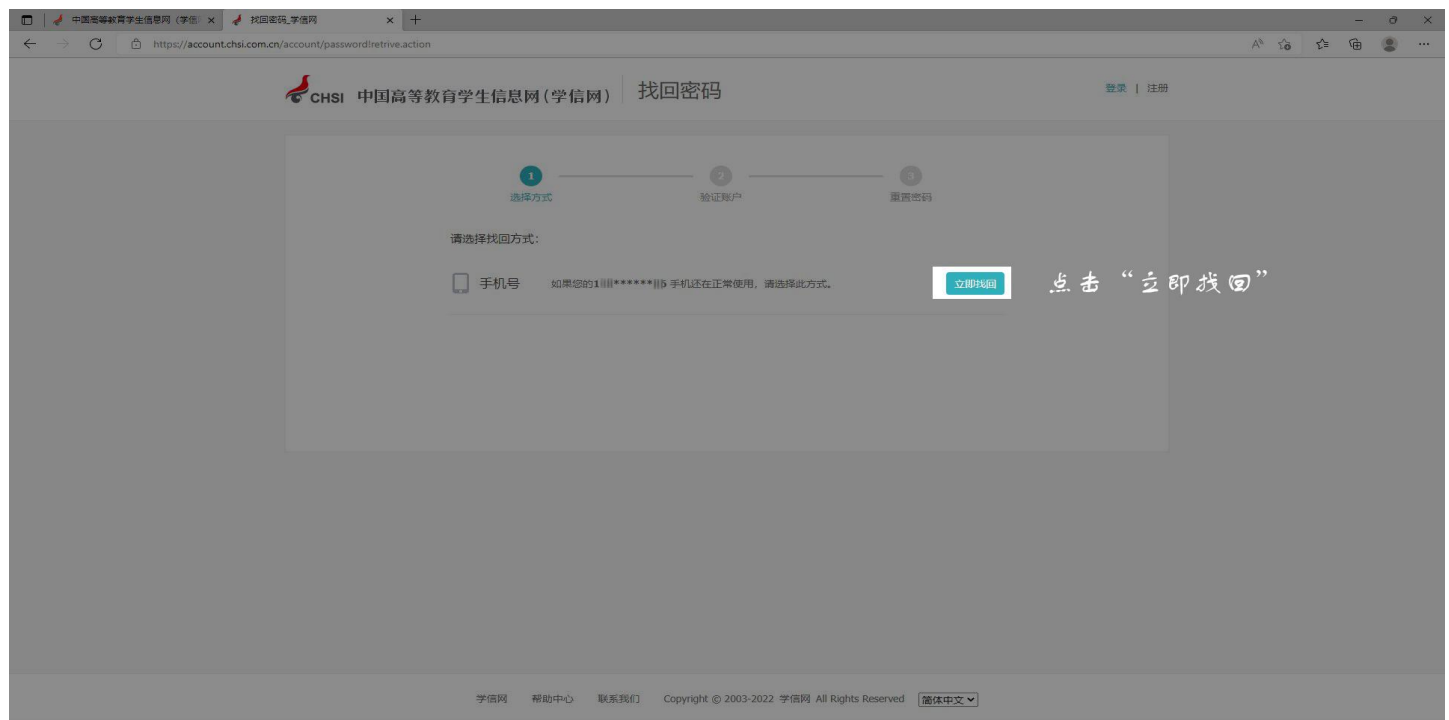 中国高等教育学生信息网（学信
找回密码_学信网
https://account.chsi.com.cn/account/password!retrive.action
CHSI 中国高等教育学生信息网（学信网） 找回密码
登录 | 注册
1 2 3
选择方式 验证账户 重置密码
请选择找回方式：
手机号 如果您的1******5 手机还在正常使用，请选择此方式。 立即找回
点击“立即找回”
学信网 帮助中心 联系我们 Copyright © 2003-2022 学信网 All Rights Reserved 简体中文